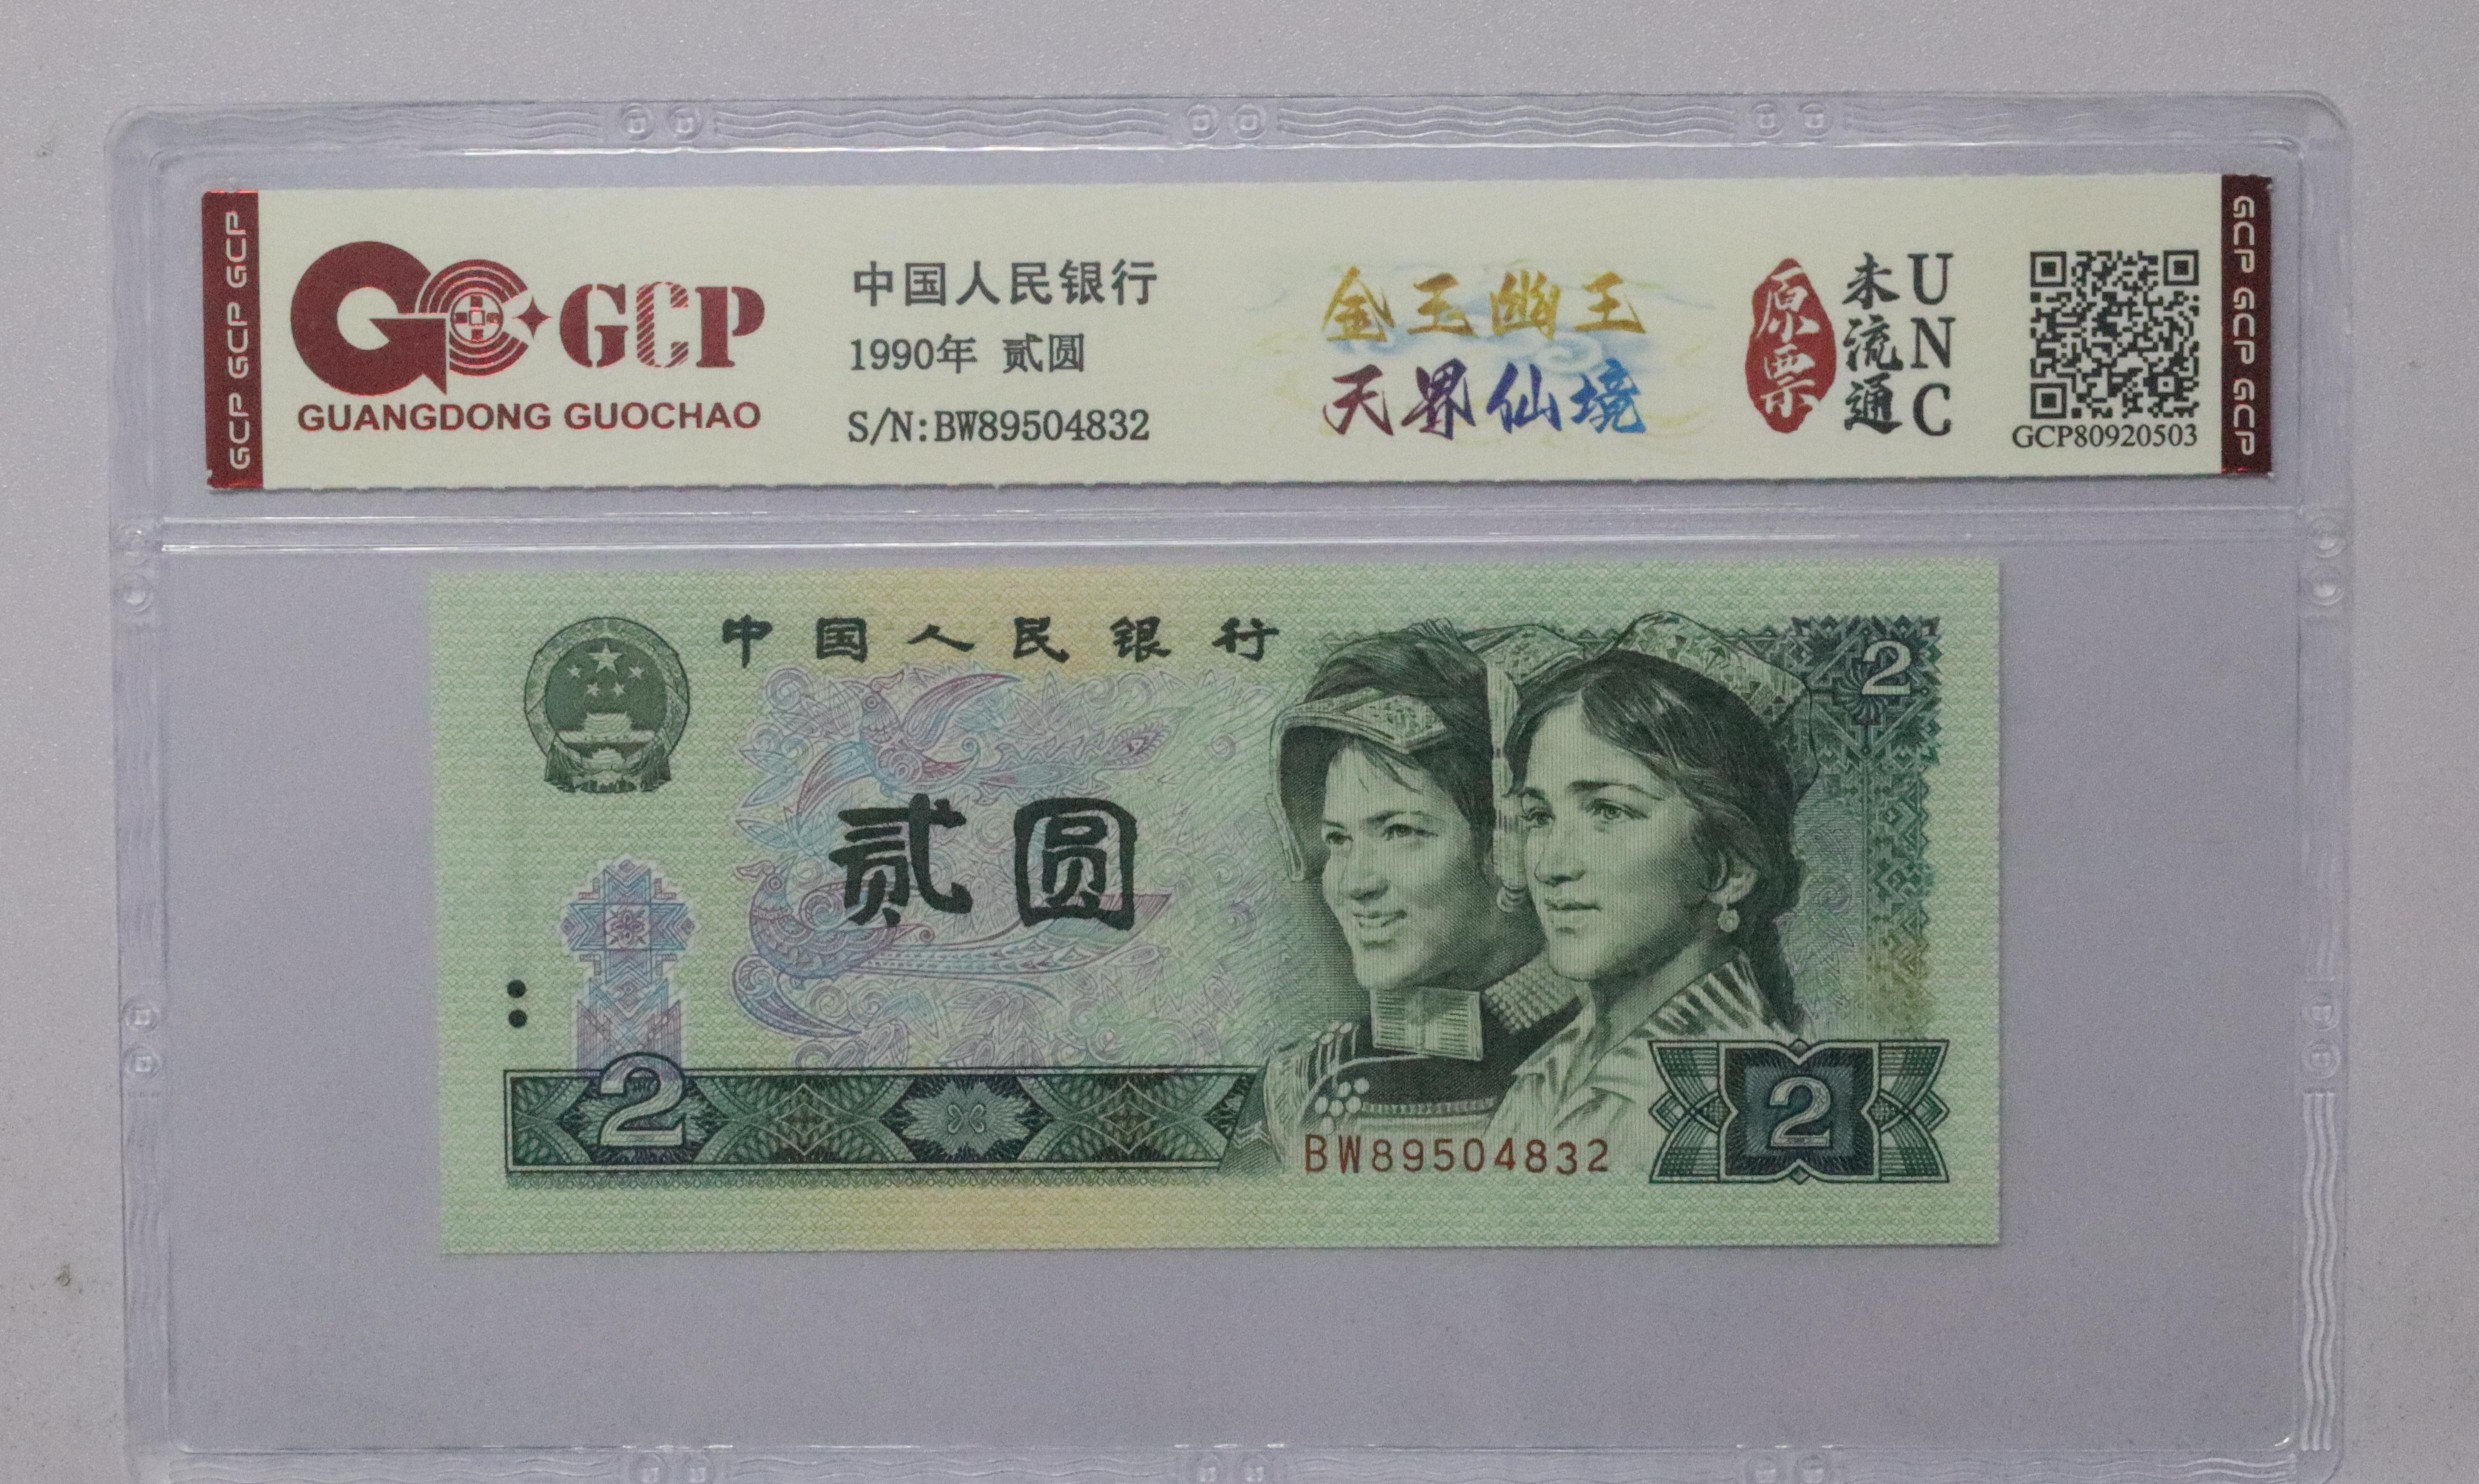 GCP GCP GCP
GCP
GUANGDONG GUOCHAO
中国人民银行
1990年 贰圆
S/N:BW89504832
金玉幽王
天界仙境
原票
未流通
UNC
GCP80920503
GCP GCP GCP
中国人民银行
2
贰圆
2
BW89504832
2